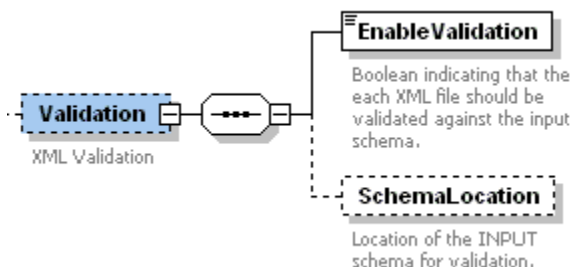 EnableValidation
Boolean indicating that the
each XML file should be
validated against the input
schema.
Validation
XML Validation
SchemaLocation
Location of the INPUT
schema for validation.